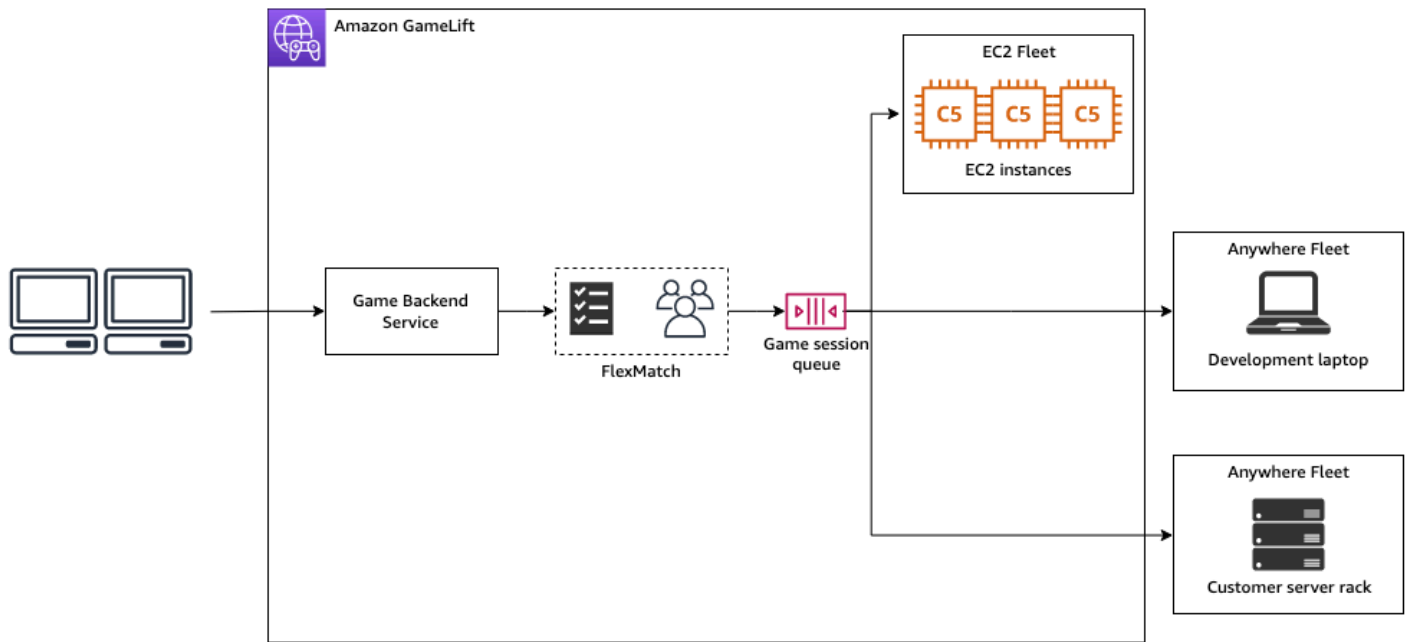 Amazon GameLift
EC2 Fleet
C5 C5 C5
EC2 instances
Game Backend
Service
FlexMatch
Game session
queue
Anywhere Fleet
Development laptop
Anywhere Fleet
Customer server rack